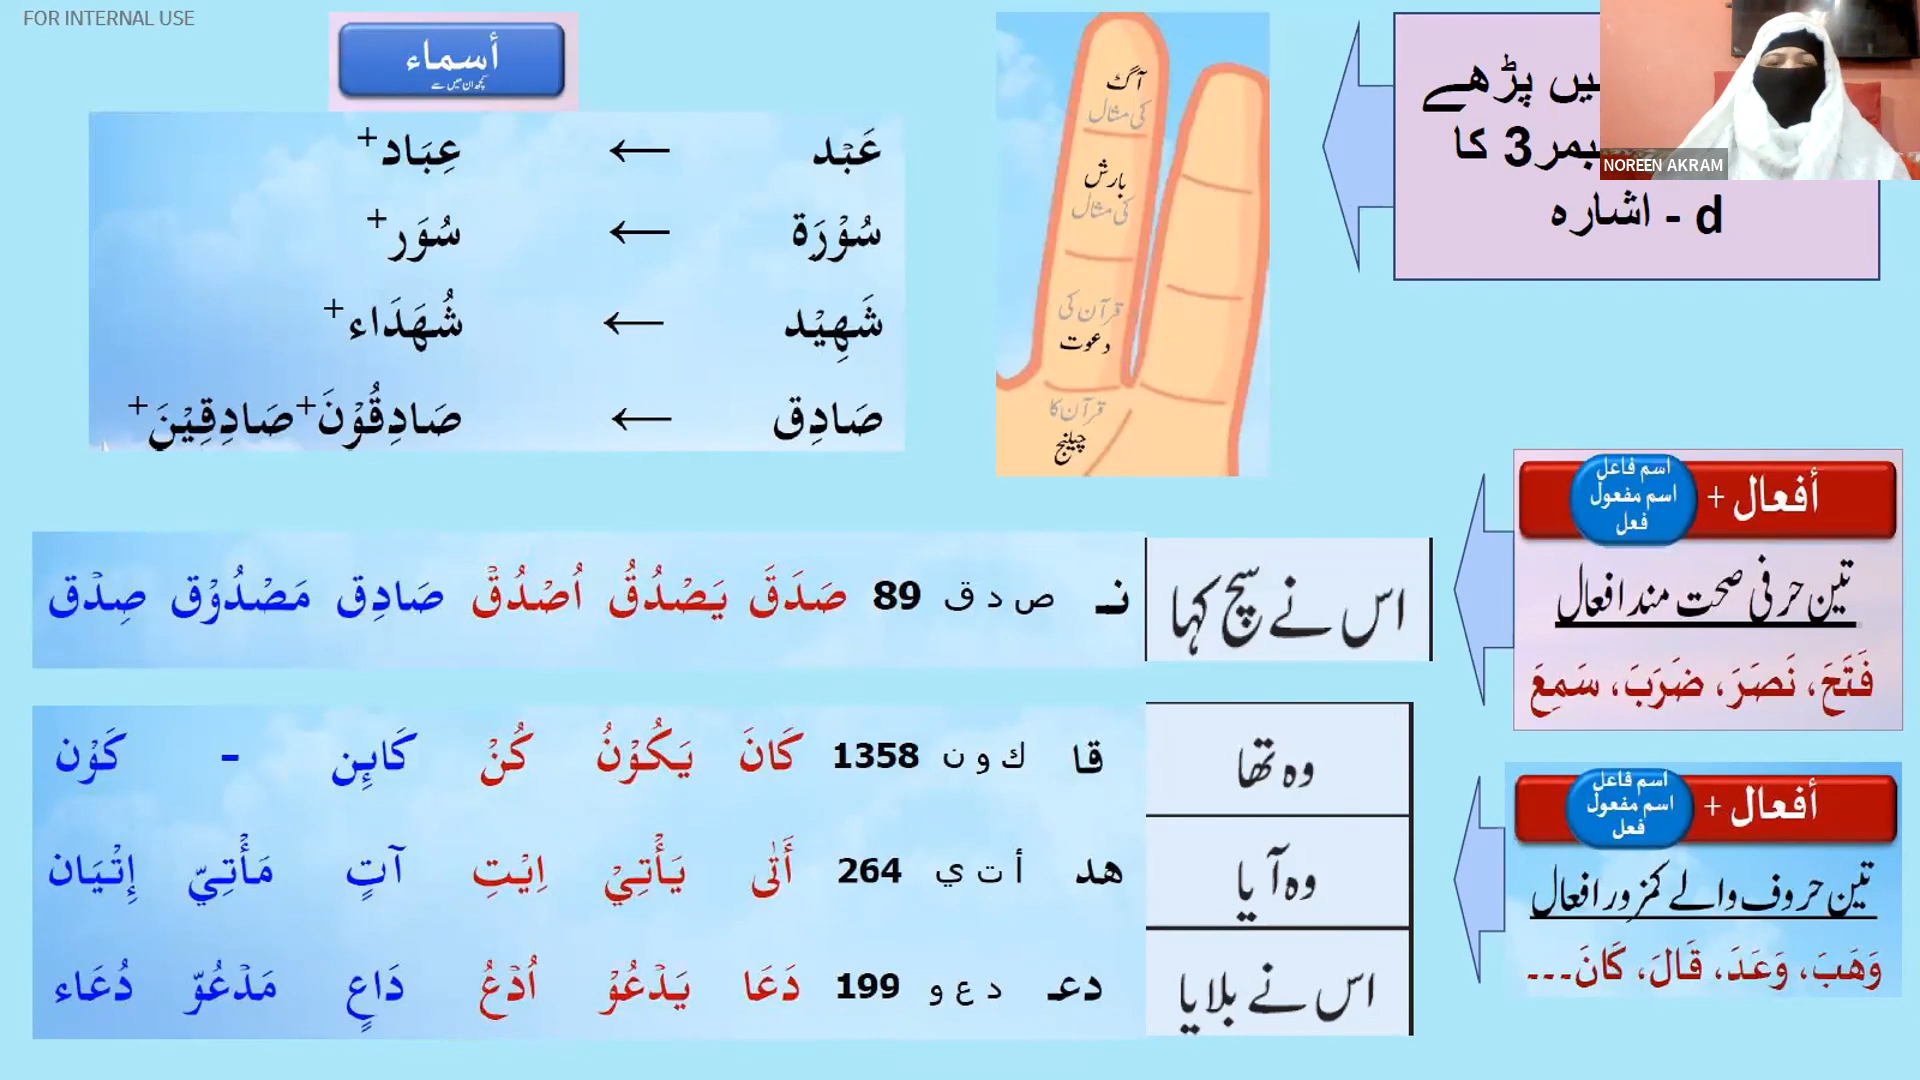 FOR INTERNAL USE
أسماء
کچھ ان میں سے
عَبْد ← عِبَاد+
سُوْرَة ← سُوَر+
شَهِيْد ← شُهَدَاء+
صَادِق ← صَادِقُوْنَ+ صَادِقِيْنَ+
آگ
کی مثال
بارش
کی مثال
قرآن کی
دعوت
قرآن کا
چیلنج
پڑھے
3 کا
اشارہ - d
NOREEN AKRAM
أفعال +
اسم فاعل
اسم مفعول
فعل
تین حرفی صحت مند افعال
فَتَحَ، نَصَرَ، ضَرَبَ، سَمِعَ
اس نے سچ کہا نـ ص د ق 89 صَدَقَ يَصْدُقُ اُصْدُقْ صَادِق مَصْدُوْق صِدْق
أفعال +
اسم فاعل
اسم مفعول
فعل
تین حروف والے کمزور افعال
وَهَبَ، وَعَدَ، قَالَ، كَانَ۔۔۔
وہ تھا قا ك و ن 1358 كَانَ يَكُوْنُ كُنْ كَائِن - كَوْن
وہ آیا هد أ ت ي 264 أَتٰى يَأْتِيْ اِيْتِ آتٍ مَأْتِيّ إِتْيَان
اس نے بلایا دعـ د ع و 199 دَعَا يَدْعُوْ اُدْعُ دَاعٍ مَدْعُوّ دُعَاء